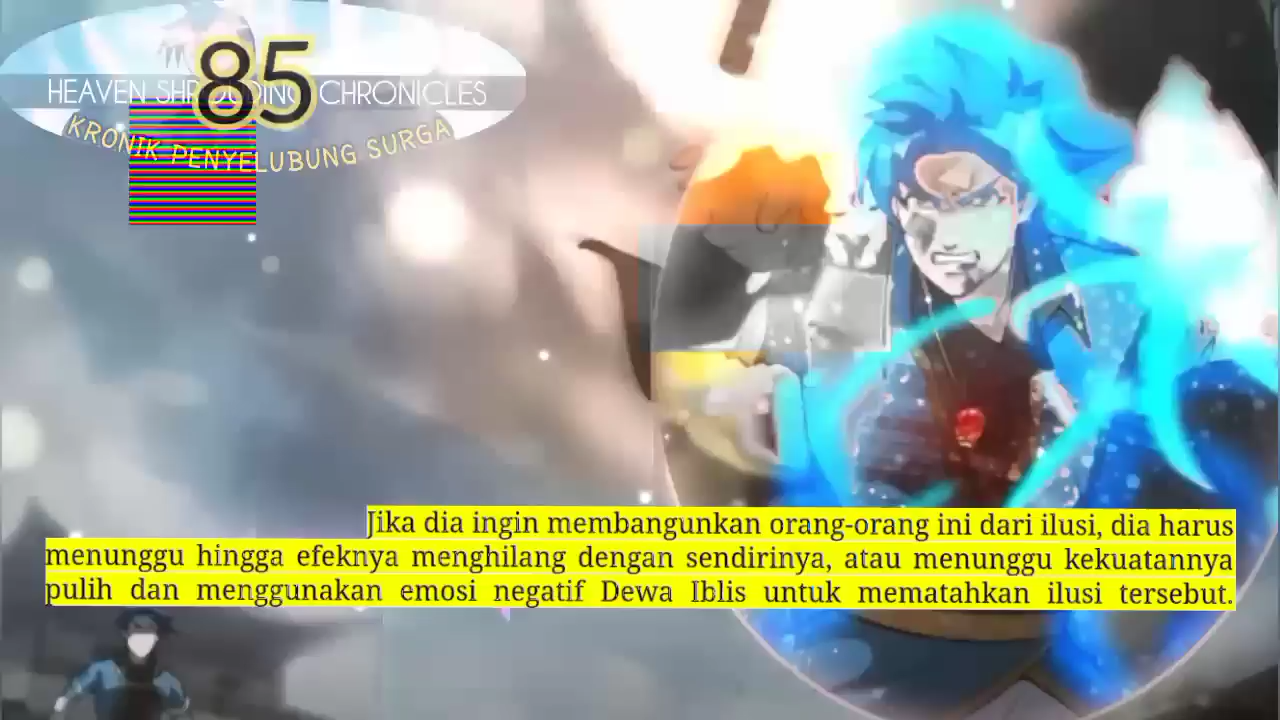 85
HEAVEN SHROUDING CHRONICLES
KRONIK PENYELUBUNG SURGA
Jika dia ingin membangunkan orang-orang ini dari ilusi, dia harus
menunggu hingga efeknya menghilang dengan sendirinya, atau menunggu kekuatannya
pulih dan menggunakan emosi negatif Dewa Iblis untuk mematahkan ilusi tersebut.